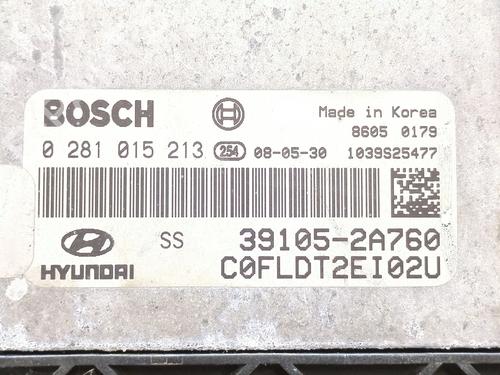 BOSCH Made in Korea
8605 0179
0 281 015 213 254 08-05-30 1039S25477
SS 39105-2A760
HYUNDAI C0FLDT2EI02U